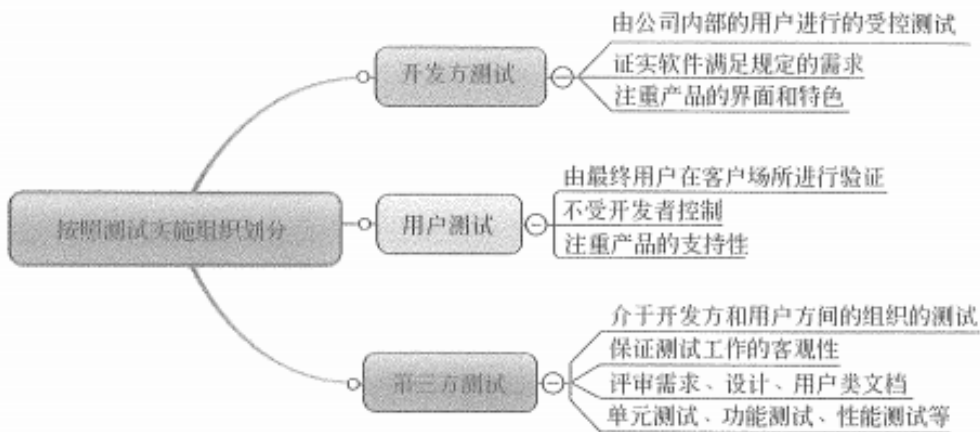 按照测试实施组织划分
开发方测试
由公司内部的用户进行的受控测试
证实软件满足规定的需求
注重产品的界面和特色
用户测试
由最终用户在客户场所进行验证
不受开发者控制
注重产品的支持性
第三方测试
介于开发方和用户方间的组织的测试
保证测试工作的客观性
评审需求、设计、用户类文档
单元测试、功能测试、性能测试等